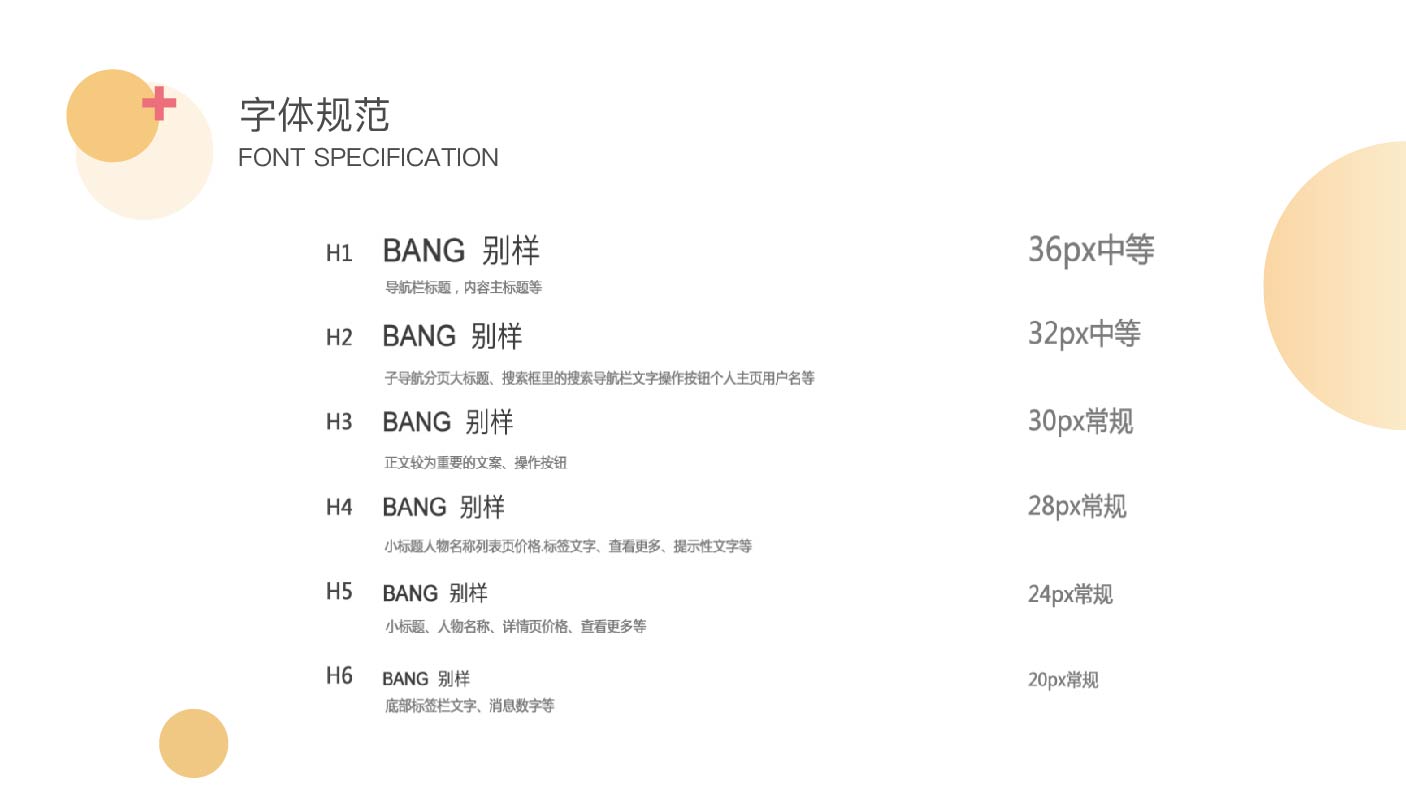 字体规范
FONT SPECIFICATION
H1 BANG 别样 36px中等
导航栏标题，内容主标题等
H2 BANG 别样 32px中等
子导航分页大标题、搜索框里的搜索导航栏文字操作按钮个人主页用户名等
H3 BANG 别样 30px常规
正文较为重要的文案、操作按钮
H4 BANG 别样 28px常规
小标题人物名称列表页价格.标签文字、查看更多、提示性文字等
H5 BANG 别样 24px常规
小标题、人物名称、详情页价格、查看更多等
H6 BANG 别样 20px常规
底部标签栏文字、消息数字等